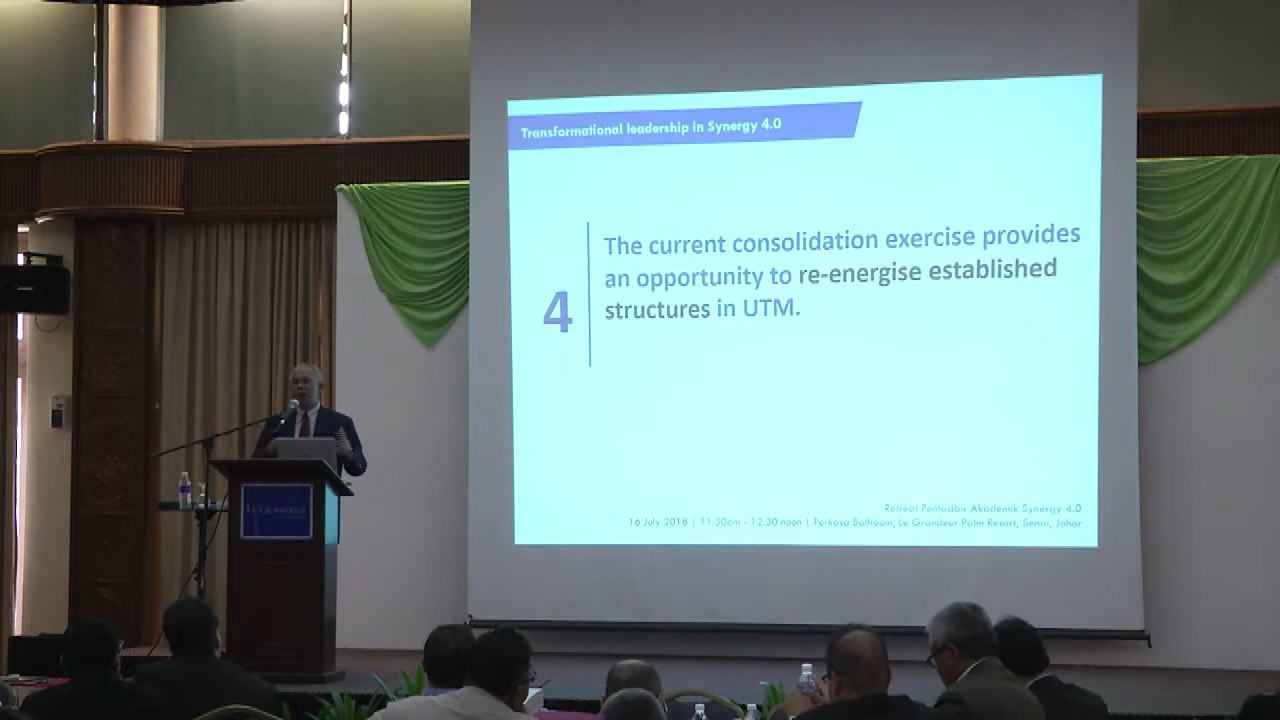 Transformational leadership in Synergy 4.0
The current consolidation exercise provides
an opportunity to re-energise established
4
structures in UTM.
Retreat Pentadbir Akademik Synergy 4.0
16 July 2018 | 11.30am - 12.30 noon | Perkasa Ballroom, Le Grandeur Palm Resort, Senai, Johor
LE GRANDEUR